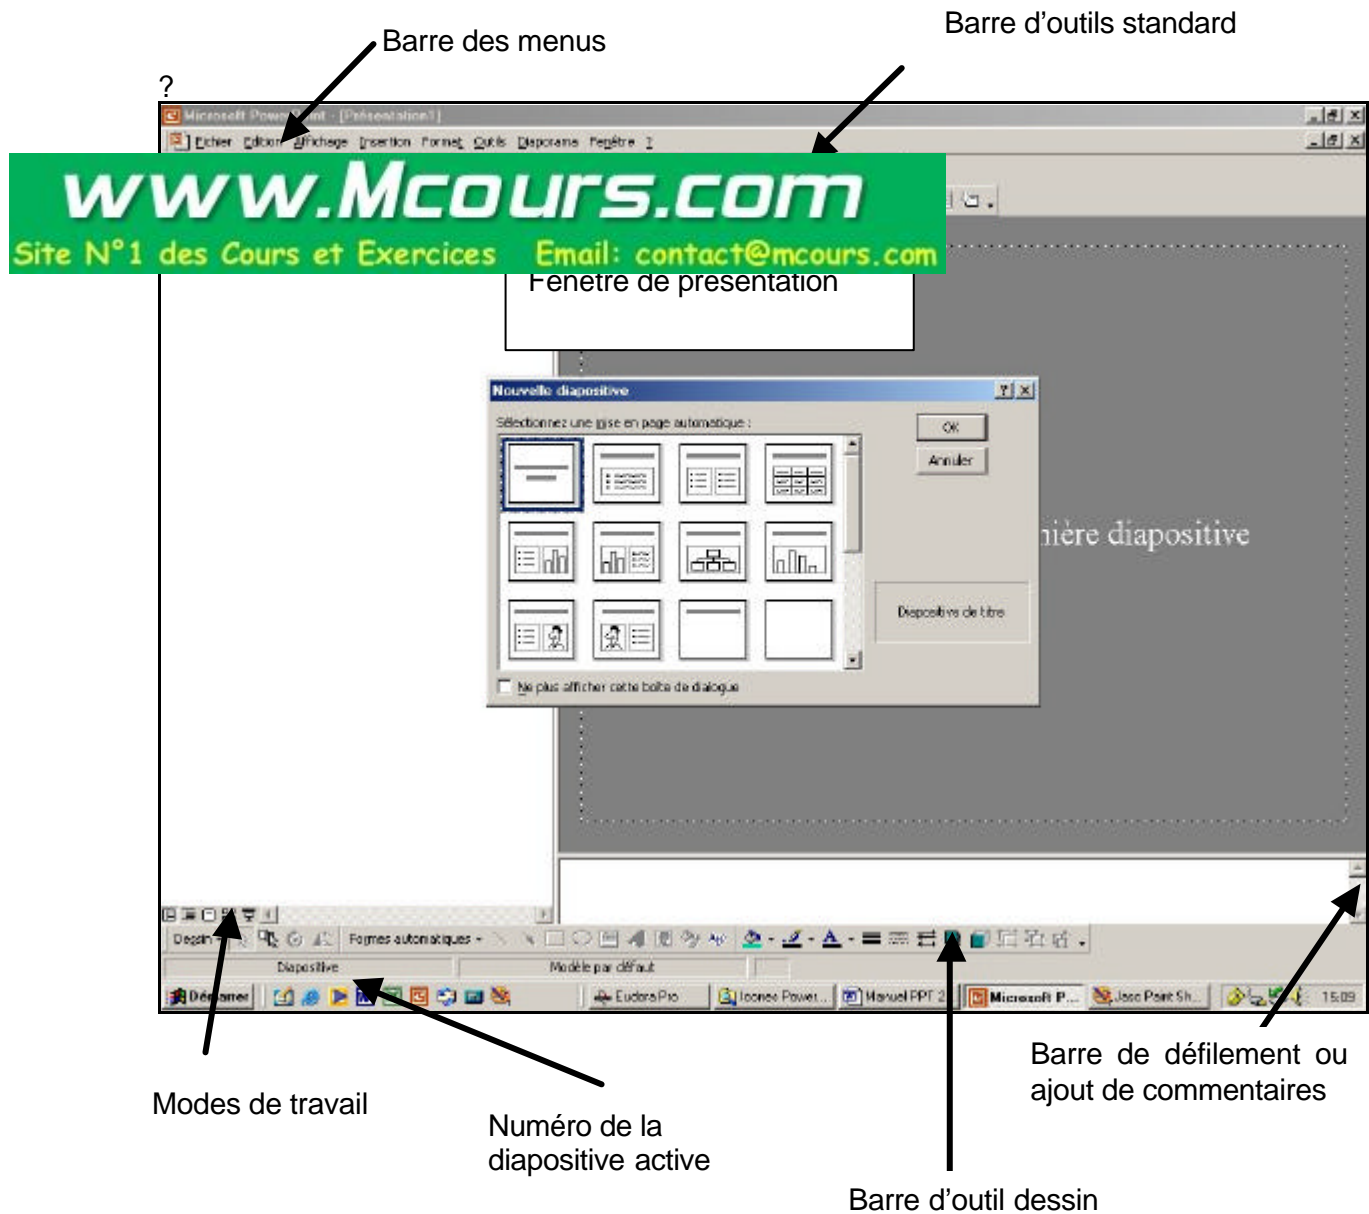 Barre d’outils standard
Barre des menus
?
Microsoft PowerPoint - [Présentation1]
Fichier Edition Affichage Insertion Format Outils Diaporama Fenêtre ?
www.Mcours.com
Site N°1 des Cours et Exercices Email: contact@mcours.com
Fenêtre de présentation
Nouvelle diapositive
Sélectionnez une mise en page automatique :
OK
Annuler
nière diapositive
Diapositive de titre
Ne plus afficher cette boîte de dialogue
Dessin Formes automatiques
Diapositive Modèle par défaut
Démarrer Eudora Pro Icones Power... Manuel PPT 2... Microsoft P... Jasc Paint Sh... 15:09
Barre de défilement ou
ajout de commentaires
Modes de travail
Numéro de la
diapositive active
Barre d’outil dessin